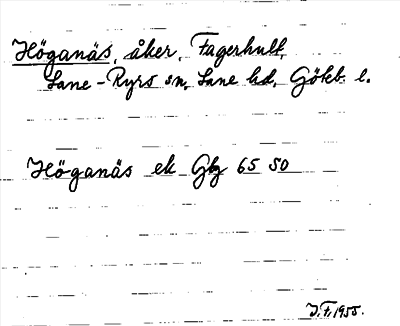 Höganäs, åker, Fagerhult,
Lane-Ryrs sn, Lane hd, Göteb. l.
Höganäs ek Gbg 65 50
J.F. 1955.